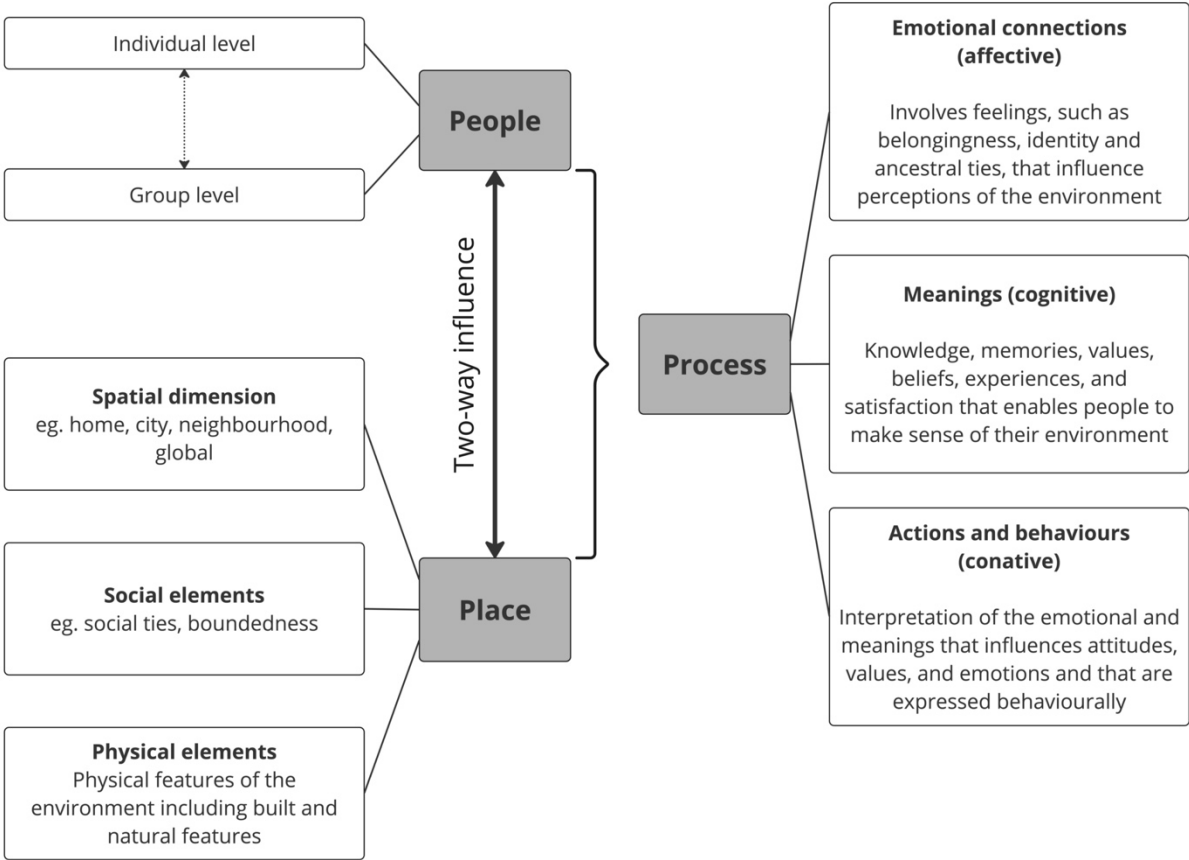 Individual level
Group level
People
Two-way influence
Spatial dimension
eg. home, city, neighbourhood,
global
Social elements
eg. social ties, boundedness
Place
Physical elements
Physical features of the
environment including built and
natural features
Process
Emotional connections
(affective)
Involves feelings, such as
belongingness, identity and
ancestral ties, that influence
perceptions of the environment
Meanings (cognitive)
Knowledge, memories, values,
beliefs, experiences, and
satisfaction that enables people to
make sense of their environment
Actions and behaviours
(conative)
Interpretation of the emotional and
meanings that influences attitudes,
values, and emotions and that are
expressed behaviourally